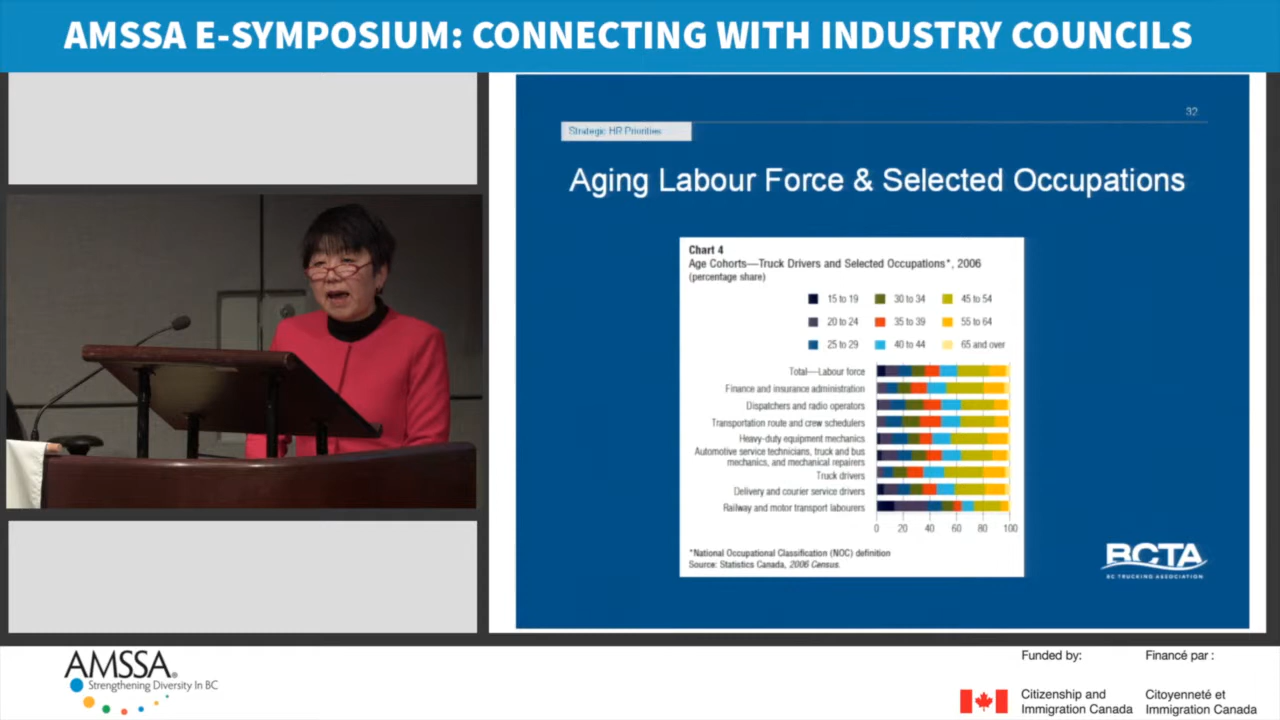 AMSSA E-SYMPOSIUM: CONNECTING WITH INDUSTRY COUNCILS
32
Strategic HR Priorities
Aging Labour Force & Selected Occupations
Chart 4
Age Cohorts—Truck Drivers and Selected Occupations*, 2006
(percentage share)
15 to 19 30 to 34 45 to 54
20 to 24 35 to 39 55 to 64
25 to 29 40 to 44 65 and over
Total—Labour force
Finance and insurance administration
Dispatchers and radio operators
Transportation route and crew schedulers
Heavy-duty equipment mechanics
Automotive service technicians, truck and bus
mechanics, and mechanical repairers
Truck drivers
Delivery and courier service drivers
Railway and motor transport labourers
0 20 40 60 80 100
*National Occupational Classification (NOC) definition
Source: Statistics Canada, 2006 Census.
BCTA
BC TRUCKING ASSOCIATION
AMSSA
Strengthening Diversity In BC
Funded by: Financé par :
Citizenship and Citoyenneté et
Immigration Canada Immigration Canada